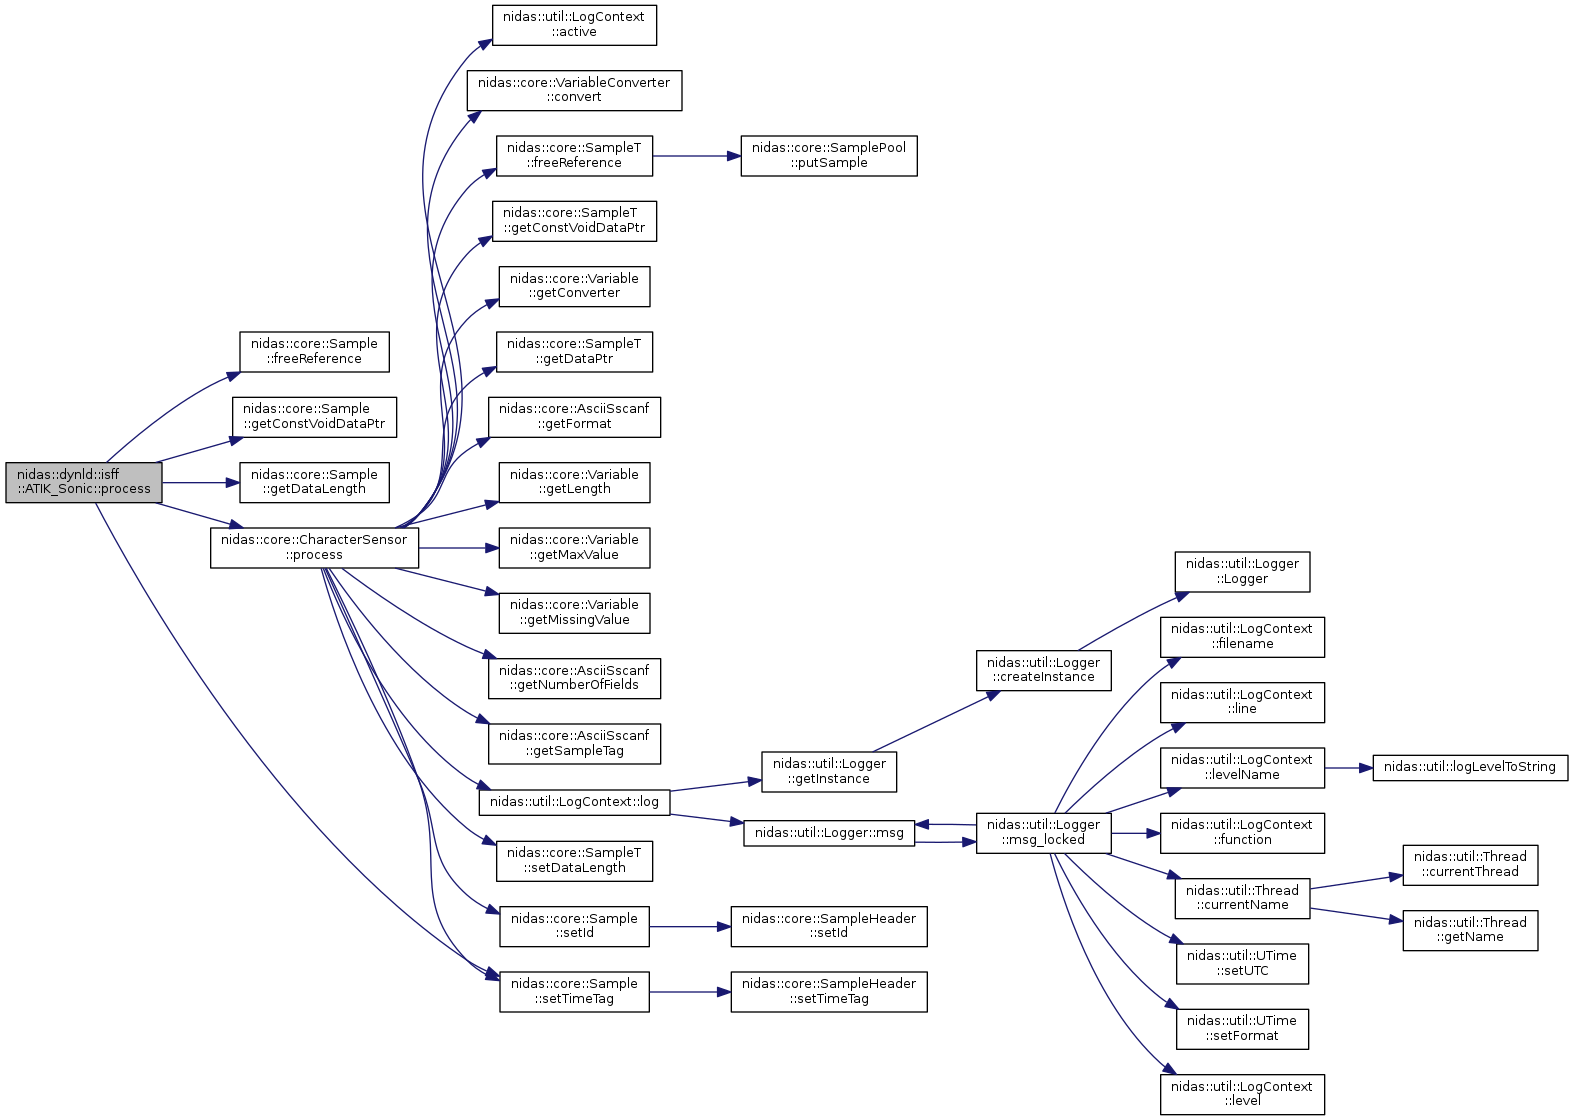 nidas::dynld::isff
::ATIK_Sonic::process
nidas::core::Sample
::freeReference
nidas::core::Sample
::getConstVoidDataPtr
nidas::core::Sample
::getDataLength
nidas::core::CharacterSensor
::process
nidas::util::LogContext
::active
nidas::core::VariableConverter
::convert
nidas::core::SampleT
::freeReference
nidas::core::SamplePool
::putSample
nidas::core::SampleT
::getConstVoidDataPtr
nidas::core::Variable
::getConverter
nidas::core::SampleT
::getDataPtr
nidas::core::AsciiSscanf
::getFormat
nidas::core::Variable
::getLength
nidas::core::Variable
::getMaxValue
nidas::core::Variable
::getMissingValue
nidas::core::AsciiSscanf
::getNumberOfFields
nidas::core::AsciiSscanf
::getSampleTag
nidas::util::LogContext::log
nidas::core::SampleT
::setDataLength
nidas::core::Sample
::setId
nidas::core::Sample
::setTimeTag
nidas::util::Logger
::getInstance
nidas::util::Logger::msg
nidas::core::SampleHeader
::setId
nidas::core::SampleHeader
::setTimeTag
nidas::util::Logger
::createInstance
nidas::util::Logger
::msg_locked
nidas::util::Logger
::Logger
nidas::util::LogContext
::filename
nidas::util::LogContext
::line
nidas::util::LogContext
::levelName
nidas::util::logLevelToString
nidas::util::LogContext
::function
nidas::util::Thread
::currentName
nidas::util::Thread
::currentThread
nidas::util::Thread
::getName
nidas::util::UTime
::setUTC
nidas::util::UTime
::setFormat
nidas::util::LogContext
::level